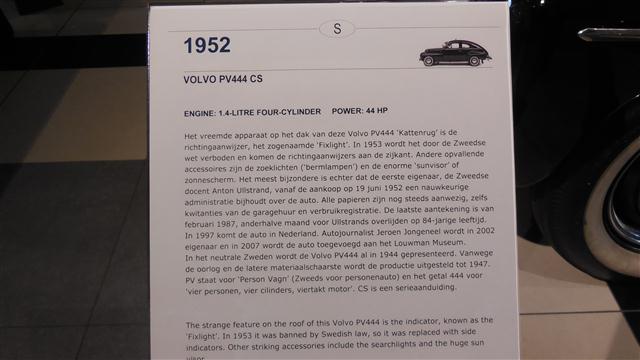 S
1952
VOLVO PV444 CS
ENGINE: 1.4-LITRE FOUR-CYLINDER POWER: 44 HP
Het vreemde apparaat op het dak van deze Volvo PV444 'Kattenrug' is de
richtingaanwijzer, het zogenaamde 'Fixlight'. In 1953 wordt het door de Zweedse
wet verboden en komen de richtingaanwijzers aan de zijkant. Andere opvallende
accessoires zijn de zoeklichten ('bermlampen') en de enorme 'sunvisor' of
zonnescherm. Het meest bijzondere is echter dat de eerste eigenaar, de Zweedse
docent Anton Ullstrand, vanaf de aankoop op 19 juni 1952 een nauwkeurige
administratie bijhoudt over de auto. Alle papieren zijn nog steeds aanwezig, zelfs
kwitanties van de garagehuur en verbruikregistratie. De laatste aantekening is van
februari 1987, anderhalve maand voor Ullstrands overlijden op 84-jarige leeftijd.
In 1997 komt de auto in Nederland. Autojournalist Jeroen Jongeneel wordt in 2002
eigenaar en in 2007 wordt de auto toegevoegd aan het Louwman Museum.
In het neutrale Zweden wordt de Volvo PV444 al in 1944 gepresenteerd. Vanwege
de oorlog en de latere materiaalschaarste wordt de productie uitgesteld tot 1947.
PV staat voor 'Person Vagn' (Zweeds voor personenauto) en het getal 444 voor
'vier personen, vier cilinders, viertakt motor'. CS is een serieaanduiding.
The strange feature on the roof of this Volvo PV444 is the indicator, known as the
'Fixlight'. In 1953 it was banned by Swedish law, so it was replaced with side
indicators. Other striking accessories include the searchlights and the huge sun
visor